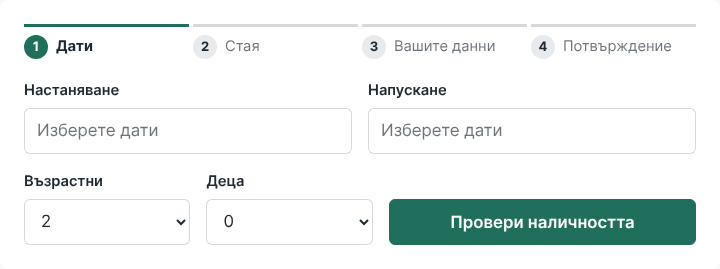 1 Дати 2 Стая 3 Вашите данни 4 Потвърждение
Настаняване Напускане
Изберете дати Изберете дати
Възрастни Деца
2 0 Провери наличността